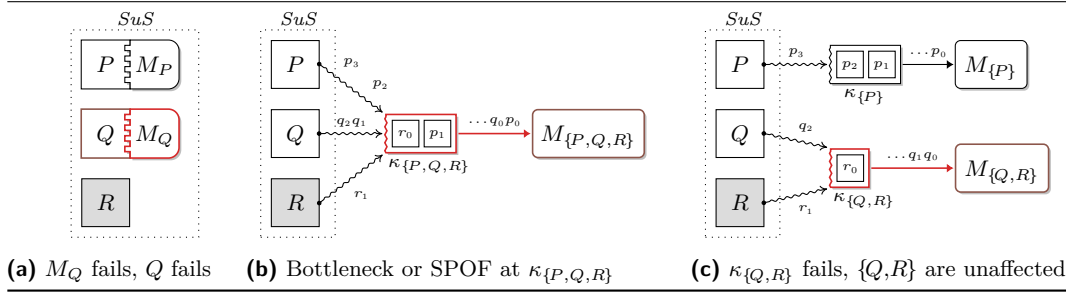 SuS
P M_P
Q M_Q
R
(a) M_Q fails, Q fails
SuS
P
Q
R
p_3
p_2
q_2 q_1
r_1
r_0 p_1
κ_{P,Q,R}
... q_0 p_0
M_{P,Q,R}
(b) Bottleneck or SPOF at κ_{P,Q,R}
SuS
P
Q
R
p_3
p_2 p_1
κ_{P}
... p_0
M_{P}
q_2
r_1
r_0
κ_{Q,R}
... q_1 q_0
M_{Q,R}
(c) κ_{Q,R} fails, {Q,R} are unaffected